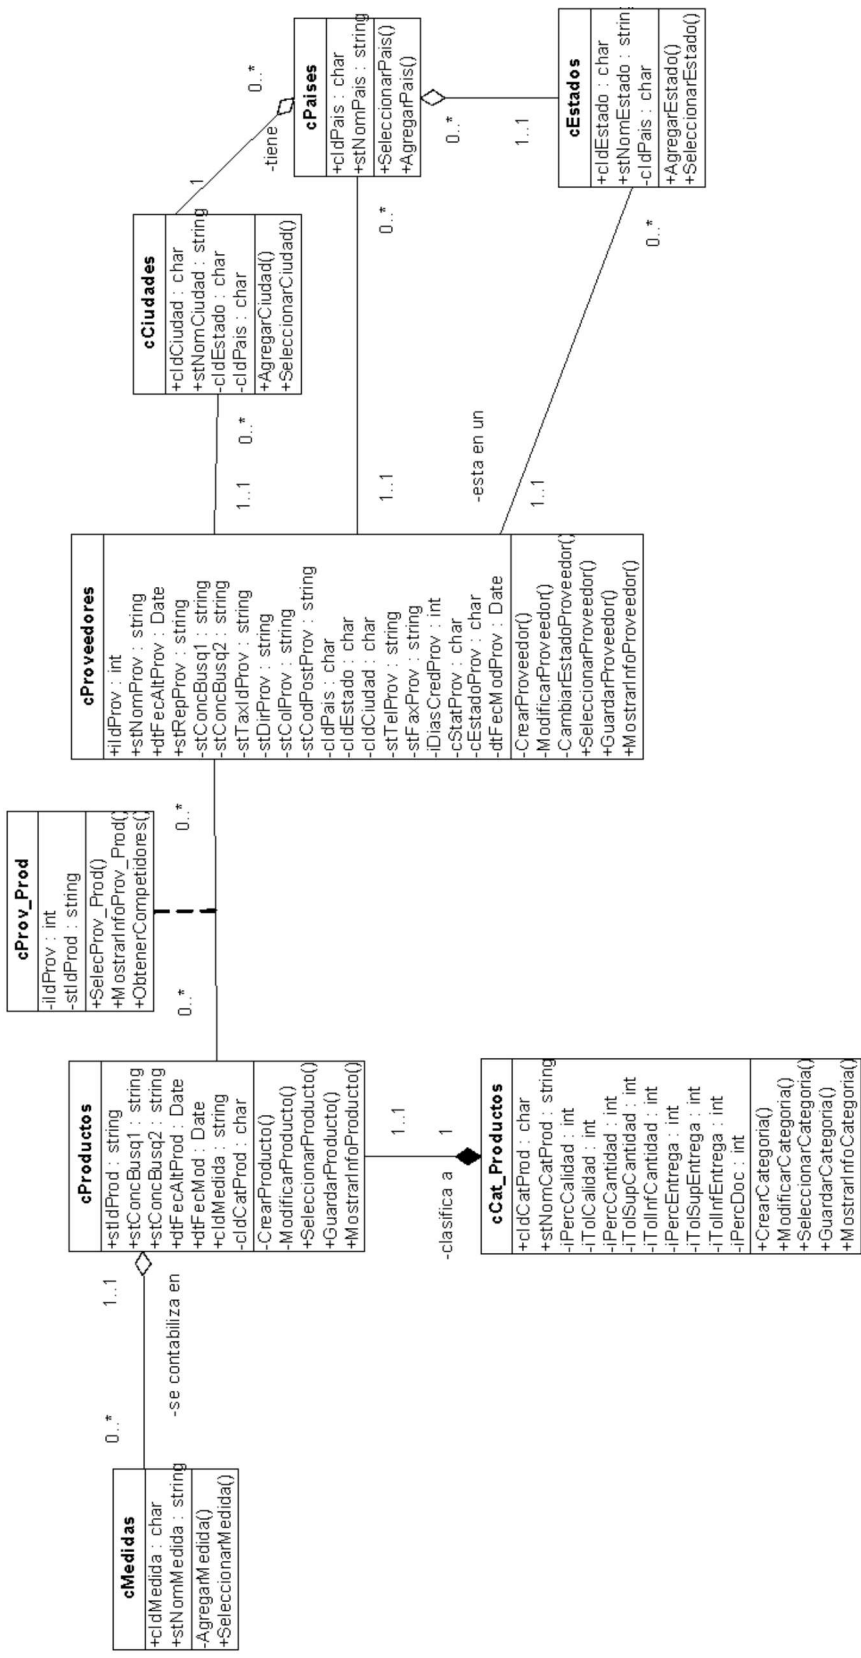 cMedidas
+cIdMedida : char
+stNomMedida : string
-AgregarMedida()
+SeleccionarMedida()
0..*
1..1
-se contabiliza en
cProductos
+stIdProd : string
+stConcBusq1 : string
+stConcBusq2 : string
+dtFecAltProd : Date
+dtFecMod : Date
+cIdMedida : string
-cIdCatProd : char
-CrearProducto()
-ModificarProducto()
+SeleccionarProducto()
+GuardarProducto()
+MostrarInfoProducto()
1..1
1
-clasifica a
cCat_Productos
+cIdCatProd : char
+stNomCatProd : string
-iPercCalidad : int
-iTolCalidad : int
-iPercCantidad : int
-iTolSupCantidad : int
-iTolInfCantidad : int
-iPercEntrega : int
-iTolSupEntrega : int
-iTolInfEntrega : int
-iPercDoc : int
+CrearCategoria()
+ModificarCategoria()
+SeleccionarCategoria()
+GuardarCategoria()
+MostrarInfoCategoria()
0..*
0..*
cProv_Prod
-iIdProv : int
-stIdProd : string
+SelecProv_Prod()
+MostrarInfoProv_Prod()
+ObtenerCompetidores()
cProveedores
+iIdProv : int
+stNomProv : string
+dtFecAltProv : Date
+stRepProv : string
-stConcBusq1 : string
-stConcBusq2 : string
-stTaxIdProv : string
-stDirProv : string
-stColProv : string
-stCodPostProv : string
-cIdPais : char
-cIdEstado : char
-cIdCiudad : char
-stTelProv : string
-stFaxProv : string
-iDiasCredProv : int
-cStatProv : char
-cEstadoProv : char
-dtFecModProv : Date
-CrearProveedor()
-ModificarProveedor()
-CambiarEstadoProveedor()
+SeleccionarProveedor()
+GuardarProveedor()
+MostrarInfoProveedor()
1..1
0..*
1..1
0..*
-esta en un
1..1
0..*
cCiudades
+cIdCiudad : char
+stNomCiudad : string
-cIdEstado : char
-cIdPais : char
+AgregarCiudad()
+SeleccionarCiudad()
1
-tiene
0..*
cPaises
+cIdPais : char
+stNomPais : string
+SeleccionarPais()
+AgregarPais()
0..*
1..1
cEstados
+cIdEstado : char
+stNomEstado : strin
-cIdPais : char
+AgregarEstado()
+SeleccionarEstado()